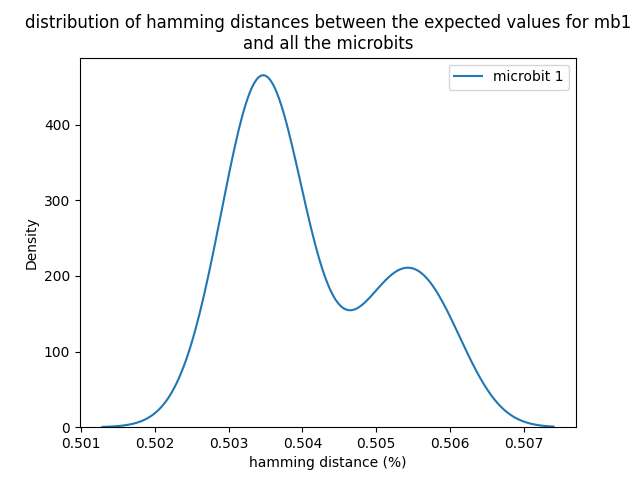 distribution of hamming distances between the expected values for mb1
and all the microbits
microbit 1
Density
400
300
200
100
0
0.501 0.502 0.503 0.504 0.505 0.506 0.507
hamming distance (%)